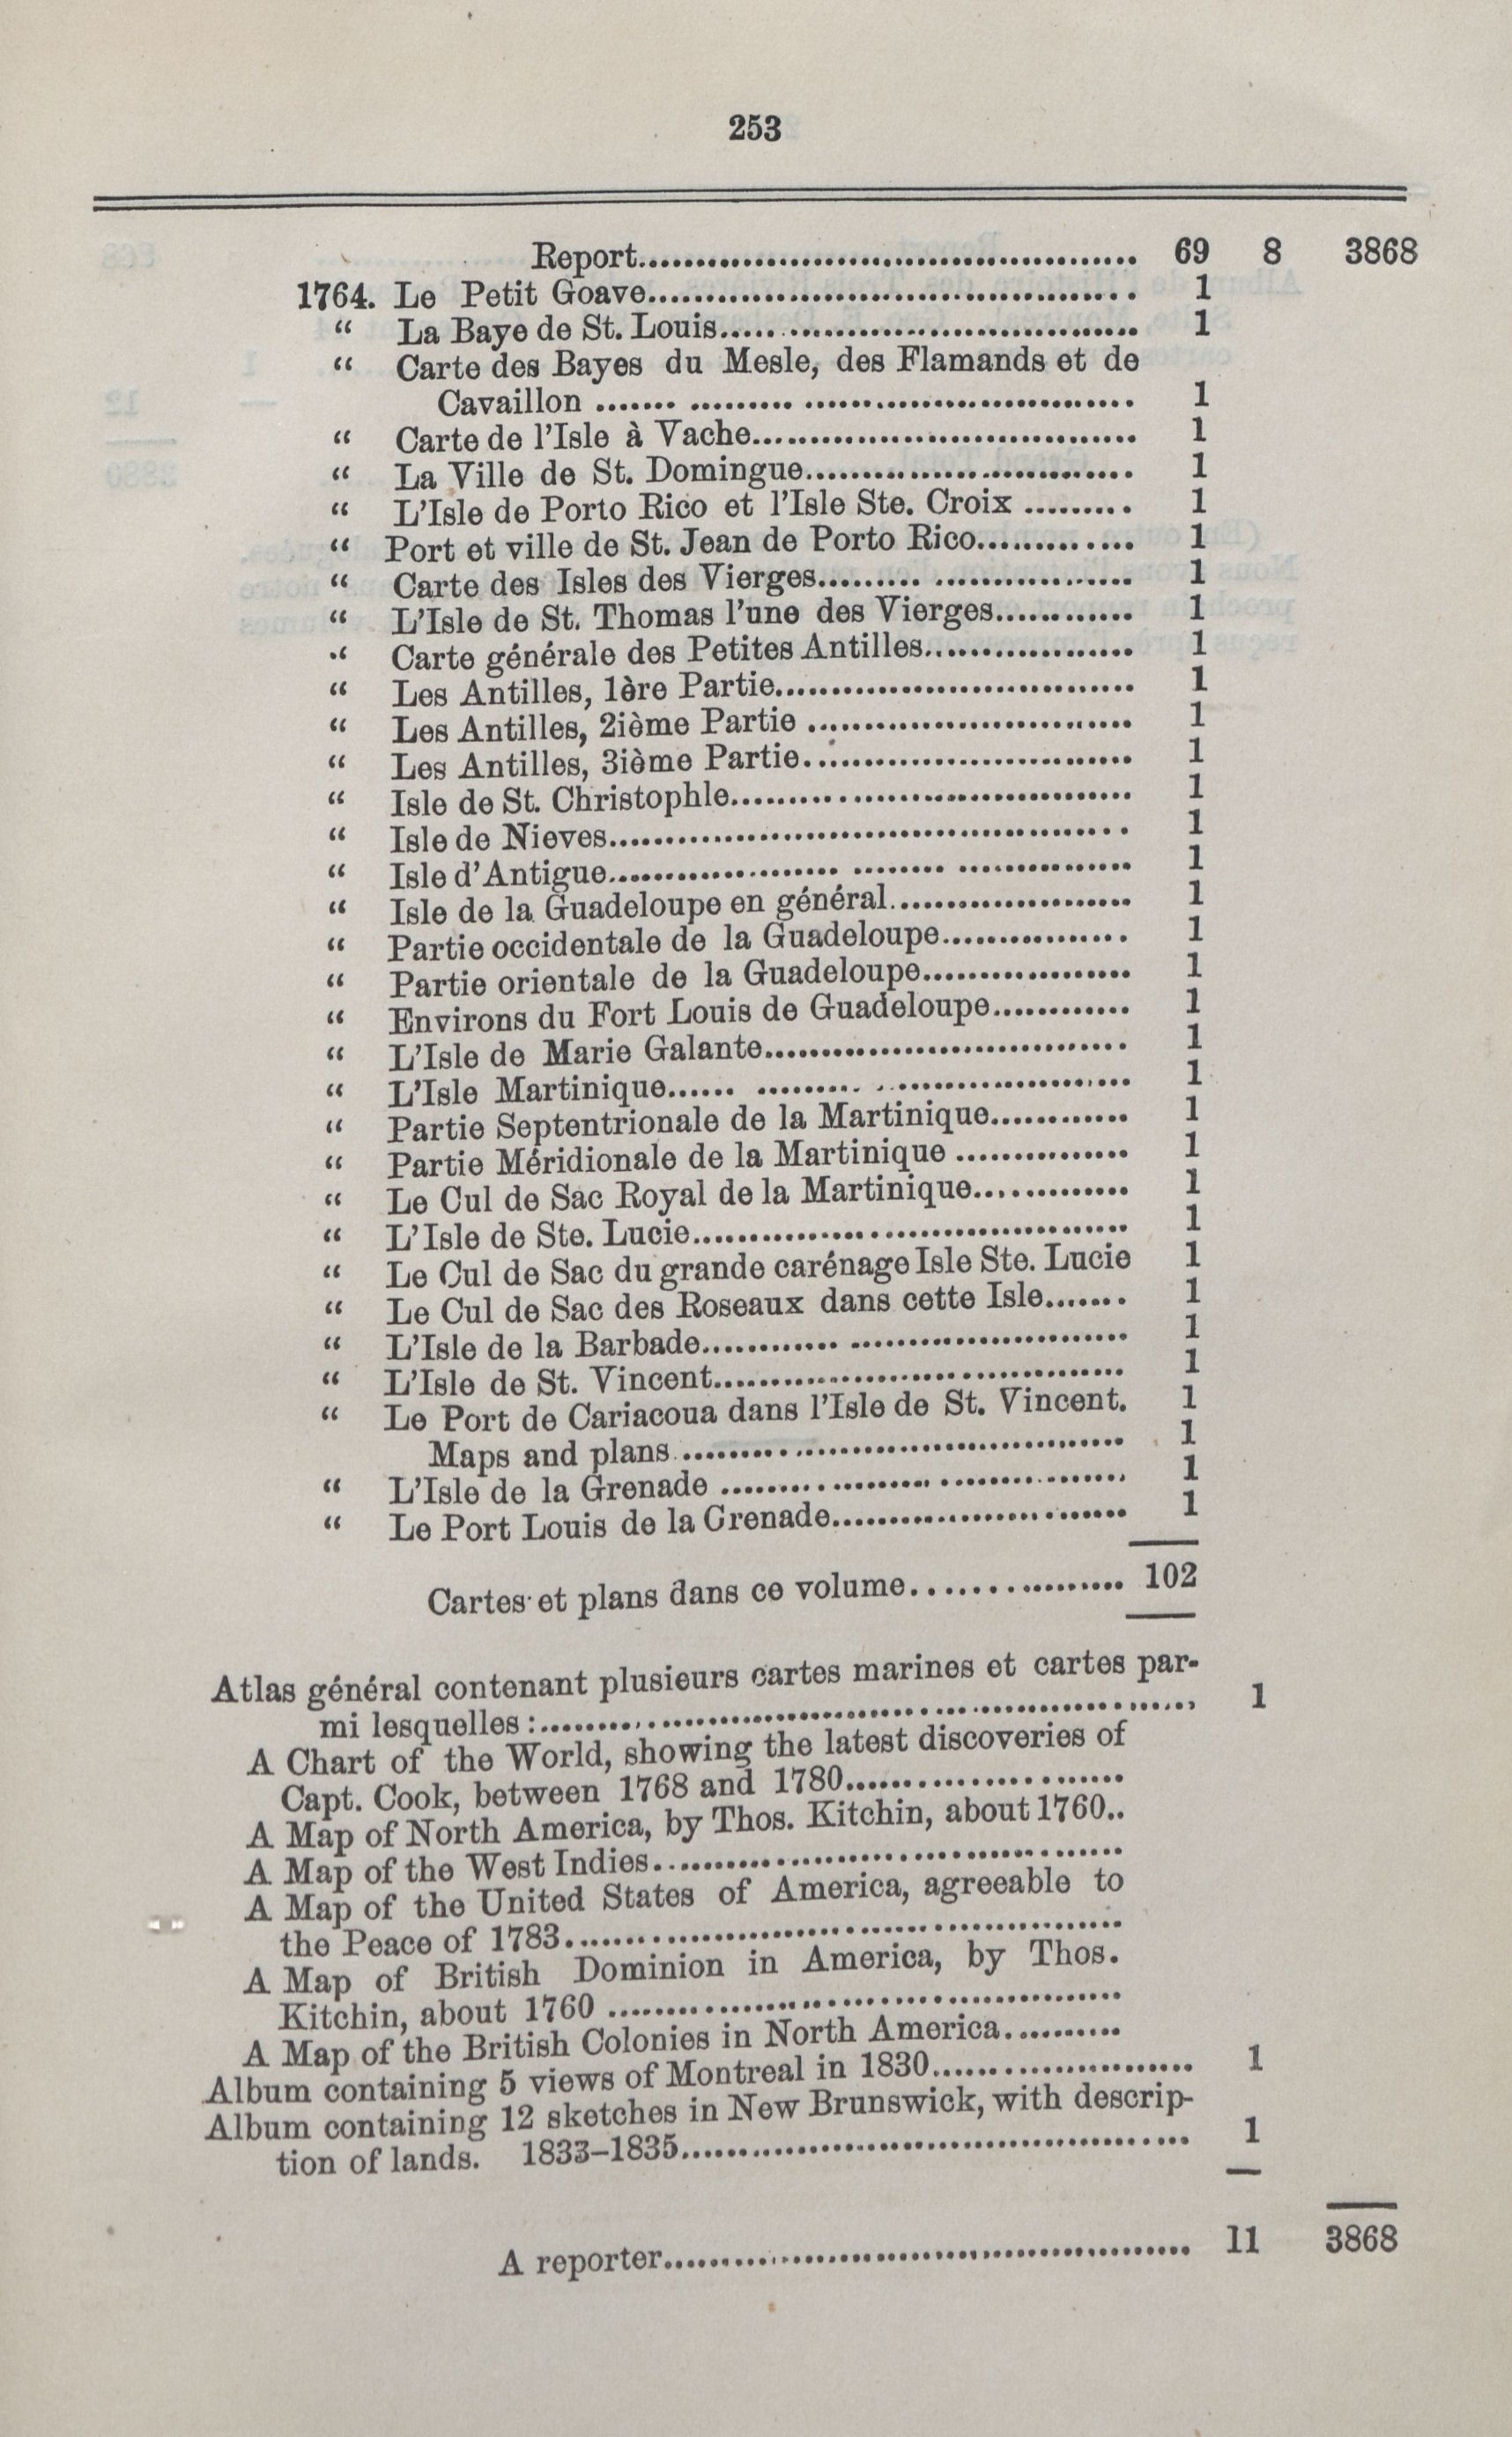 253
Report........................................ 69 8 3868
1764. Le Petit Goave........................................ 1
“ La Baye de St. Louis........................................ 1
“ Carte des Bayes du Mesle, des Flamands et de
Cavaillon ........................................ 1
“ Carte de l'Isle à Vache........................................ 1
“ La Ville de St. Domingue........................................ 1
“ L'Isle de Porto Rico et l'Isle Ste. Croix ......... 1
“ Port et ville de St. Jean de Porto Rico.............. 1
“ Carte des Isles des Vierges........................... 1
“ L'Isle de St. Thomas l'une des Vierges............ 1
“ Carte générale des Petites Antilles................... 1
“ Les Antilles, 1ère Partie................................ 1
“ Les Antilles, 2ième Partie ............................. 1
“ Les Antilles, 3ième Partie............................. 1
“ Isle de St. Christophle.................................... 1
“ Isle de Nieves............................................... 1
“ Isle d'Antigue............................................... 1
“ Isle de la Guadeloupe en général...................... 1
“ Partie occidentale de la Guadeloupe................ 1
“ Partie orientale de la Guadeloupe................... 1
“ Environs du Fort Louis de Guadeloupe............ 1
“ L'Isle de Marie Galante................................ 1
“ L'Isle Martinique........................................ 1
“ Partie Septentrionale de la Martinique............ 1
“ Partie Méridionale de la Martinique ............... 1
“ Le Cul de Sac Royal de la Martinique.............. 1
“ L'Isle de Ste. Lucie....................................... 1
“ Le Cul de Sac du grande carénage Isle Ste. Lucie 1
“ Le Cul de Sac des Roseaux dans cette Isle....... 1
“ L'Isle de la Barbade...................................... 1
“ L'Isle de St. Vincent..................................... 1
“ Le Port de Cariacoua dans l'Isle de St. Vincent. 1
Maps and plans........................................ 1
“ L'Isle de la Grenade ..................................... 1
“ Le Port Louis de la Grenade.......................... 1
Cartes et plans dans ce volume................... 102
Atlas général contenant plusieurs cartes marines et cartes par-
mi lesquelles :........................................ 1
A Chart of the World, showing the latest discoveries of
Capt. Cook, between 1768 and 1780.........................
A Map of North America, by Thos. Kitchin, about 1760..
A Map of the West Indies........................................
A Map of the United States of America, agreeable to
the Peace of 1783........................................
A Map of British Dominion in America, by Thos.
Kitchin, about 1760 ........................................
A Map of the British Colonies in North America...........
Album containing 5 views of Montreal in 1830....................... 1
Album containing 12 sketches in New Brunswick, with descrip-
tion of lands. 1833–1835........................................ 1
A reporter........................................ 11 3868